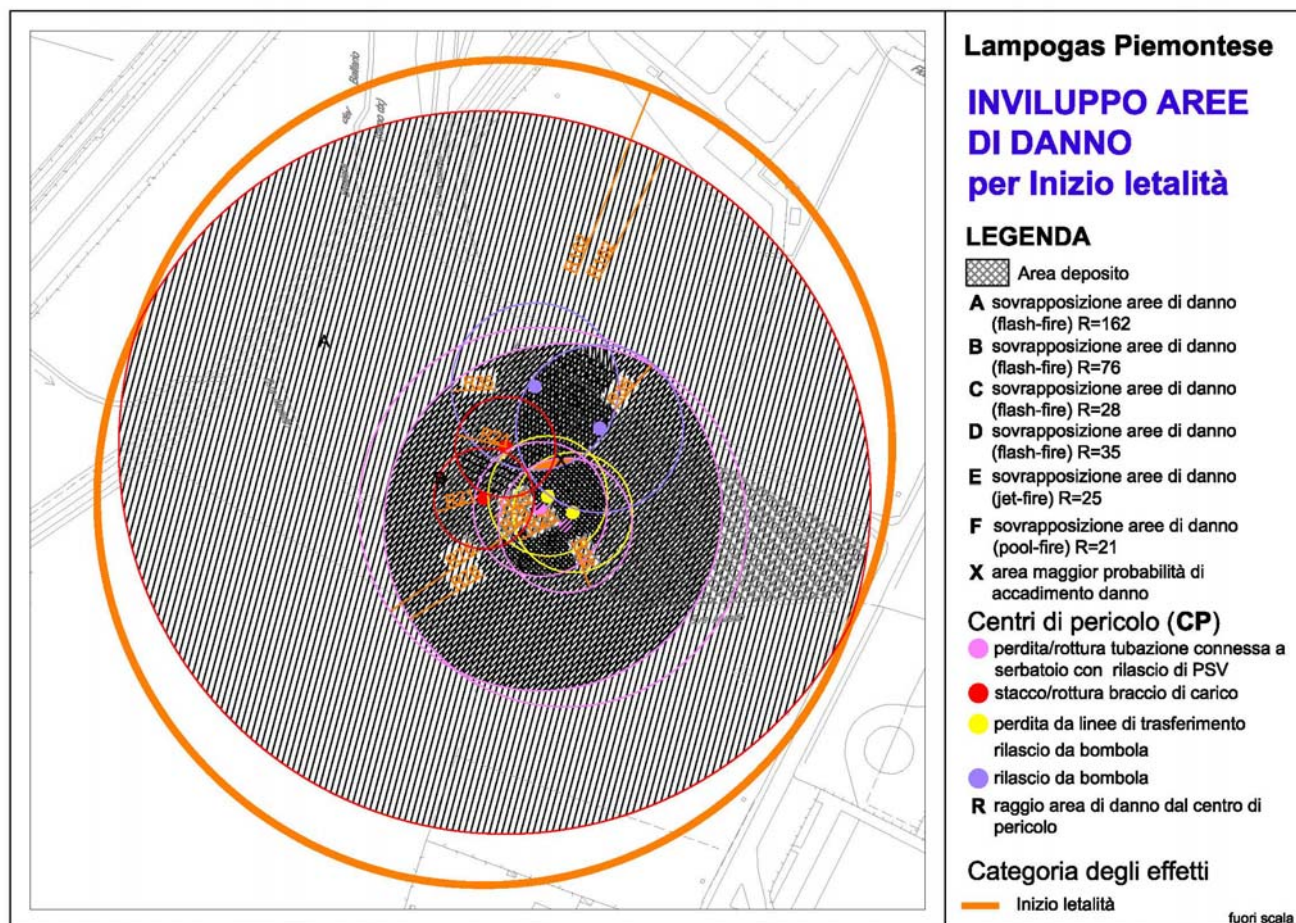 Lampogas Piemontese
INVILUPPO AREE
DI DANNO
per Inizio letalità
LEGENDA
Area deposito
A sovrapposizione aree di danno
(flash-fire) R=162
B sovrapposizione aree di danno
(flash-fire) R=76
C sovrapposizione aree di danno
(flash-fire) R=28
D sovrapposizione aree di danno
(flash-fire) R=35
E sovrapposizione aree di danno
(jet-fire) R=25
F sovrapposizione aree di danno
(pool-fire) R=21
X area maggior probabilità di
accadimento danno
Centri di pericolo (CP)
perdita/rottura tubazione connessa a
serbatoio con rilascio di PSV
stacco/rottura braccio di carico
perdita da linee di trasferimento
rilascio da bombola
rilascio da bombola
R raggio area di danno dal centro di
pericolo
Categoria degli effetti
Inizio letalità
fuori scala
A